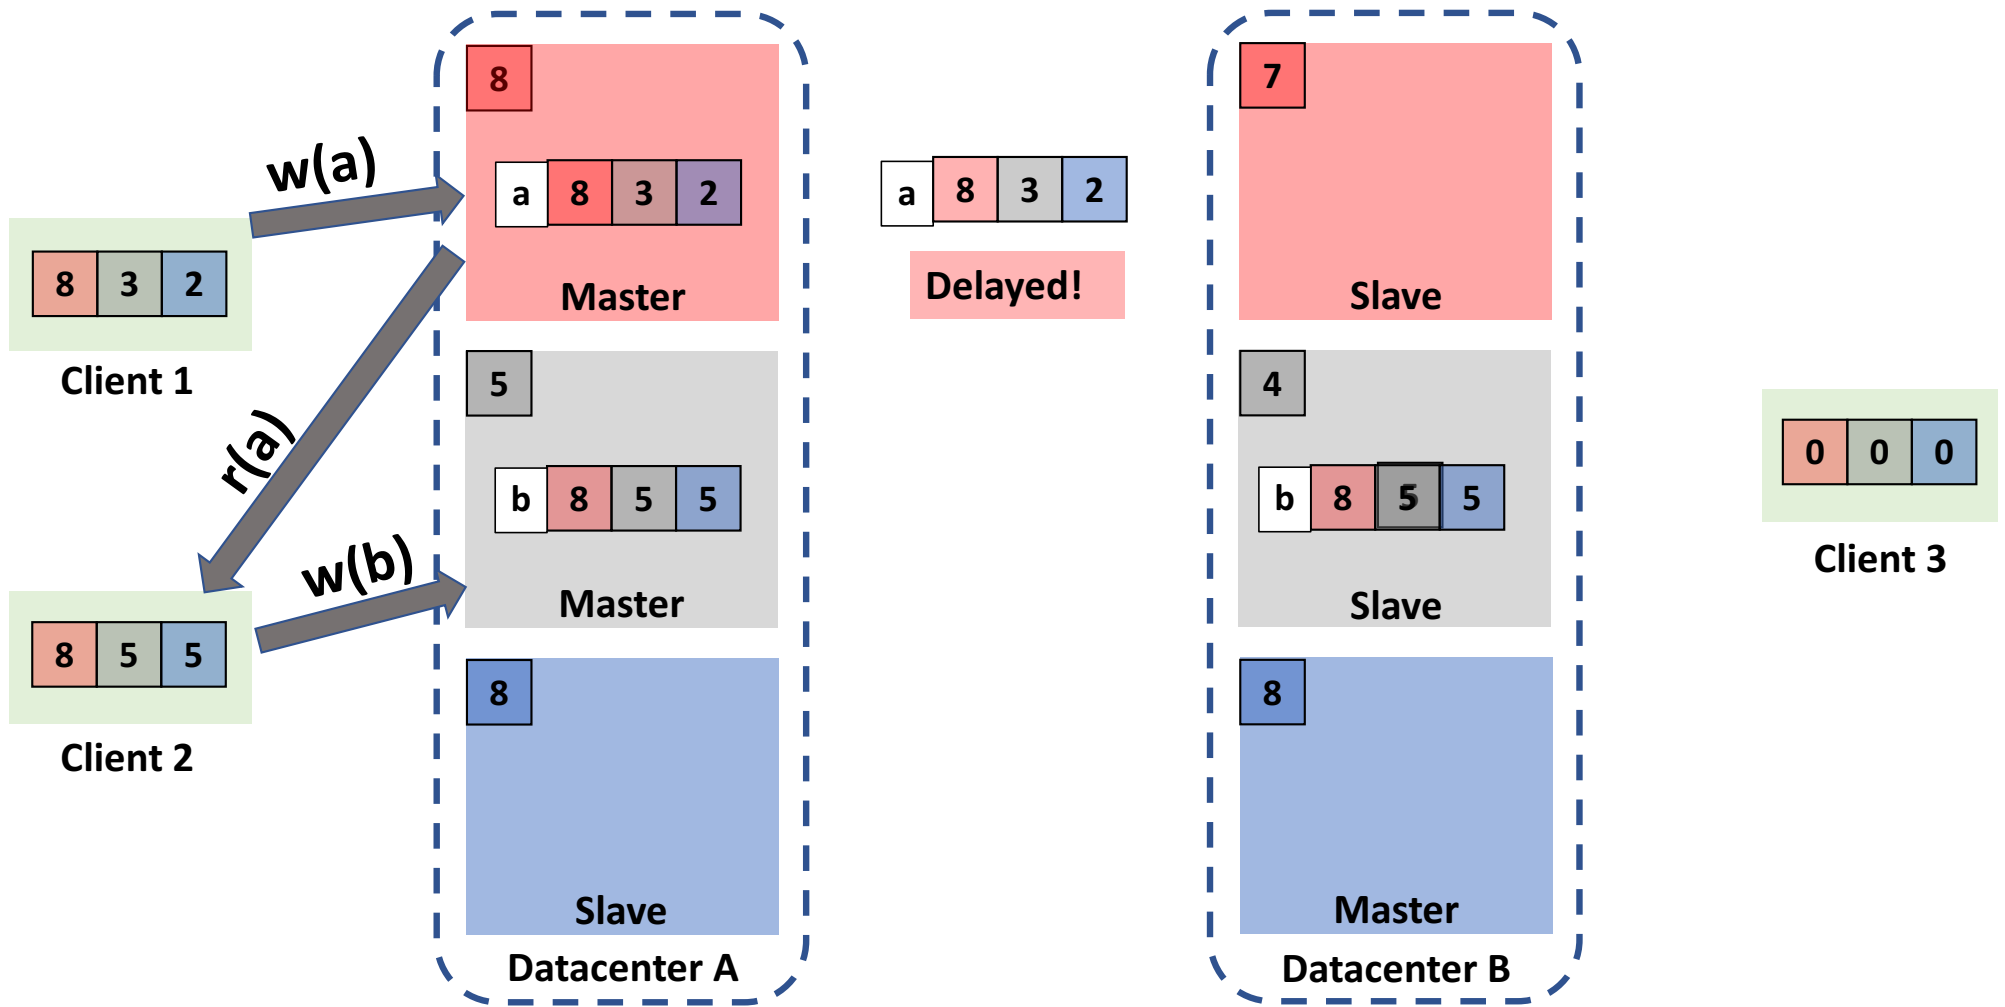 8
7
w(a)
a 8 3 2
a 8 3 2
8 3 2
Delayed!
Master
Slave
Client 1
5
4
r(a)
0 0 0
b 8 5 5
b 8 5 5
Client 3
w(b)
Master
Slave
8 5 5
8
8
Client 2
Slave
Master
Datacenter A
Datacenter B